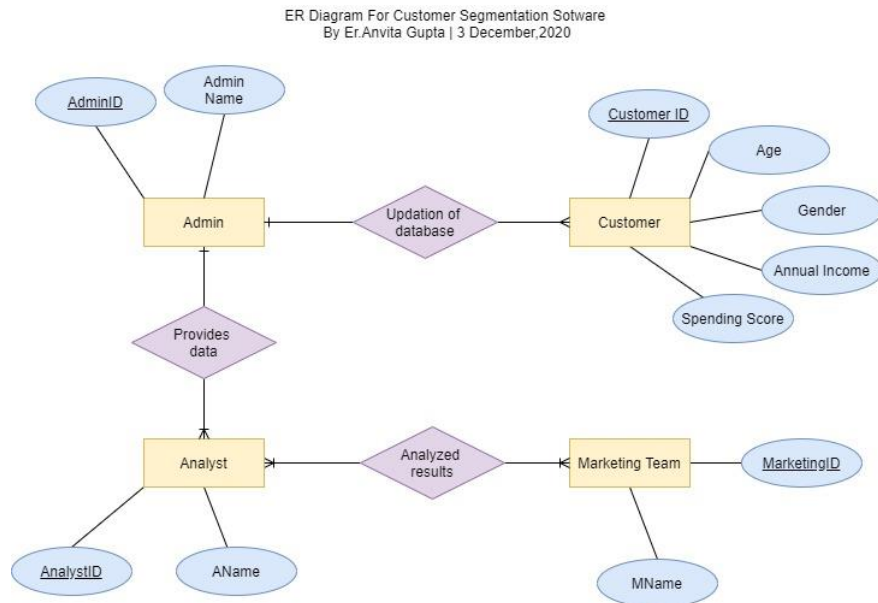 ER Diagram For Customer Segmentation Sotware
By Er.Anvita Gupta | 3 December,2020
AdminID
Admin
Name
Customer ID
Age
Gender
Annual Income
Spending Score
Admin
Updation of
database
Customer
Provides
data
Analyst
Analyzed
results
Marketing Team
MarketingID
AnalystID
AName
MName